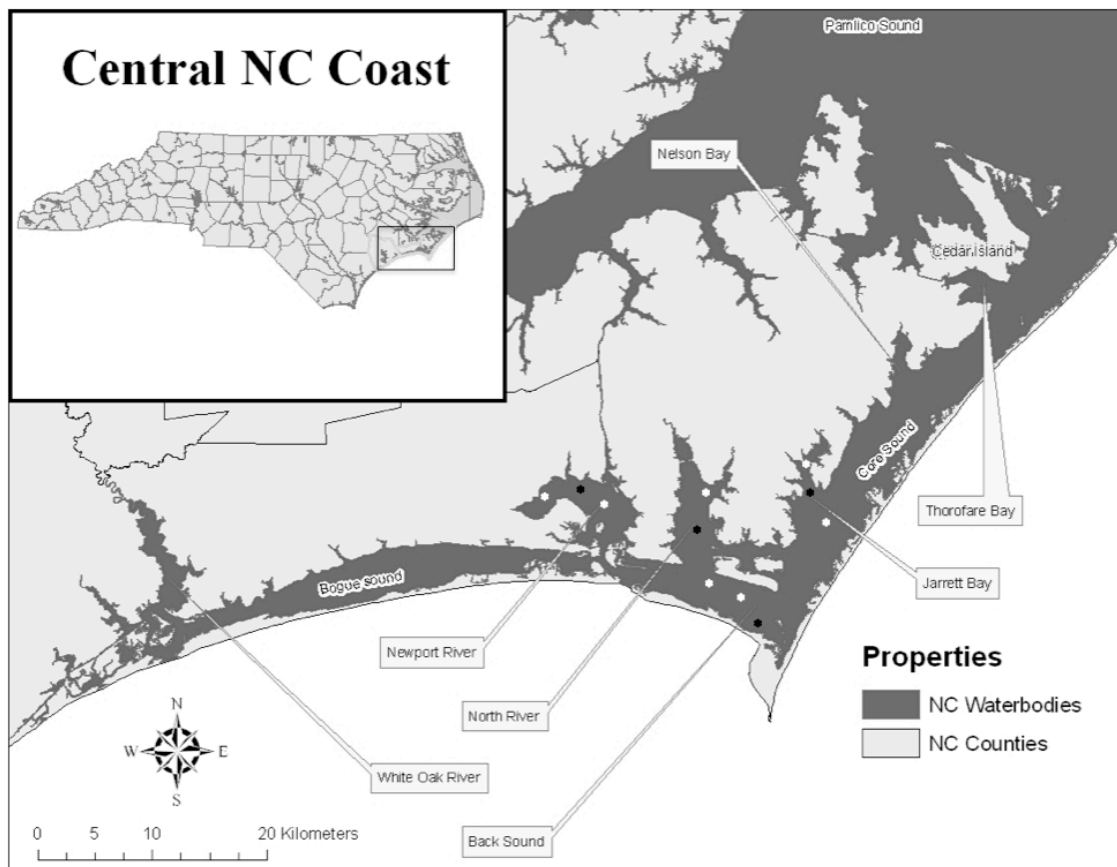 Central NC Coast
Pamlico Sound
Nelson Bay
Cedar Island
Core Sound
Thorofare Bay
Jarrett Bay
Bogue sound
Newport River
North River
White Oak River
Back Sound
N
W
E
S
0 5 10 20 Kilometers
Properties
NC Waterbodies
NC Counties